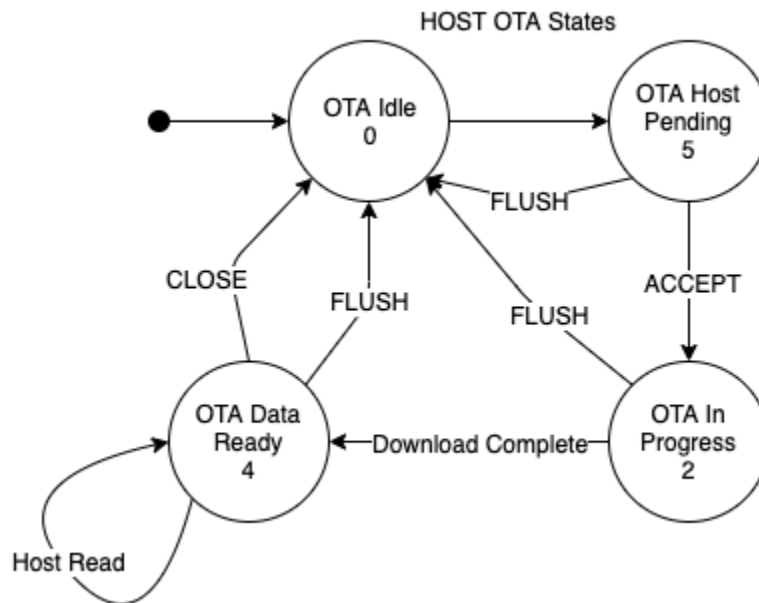 HOST OTA States
OTA Idle
0
OTA Host
Pending
5
FLUSH
CLOSE
FLUSH
FLUSH
ACCEPT
OTA Data
Ready
4
Download Complete
OTA In
Progress
2
Host Read